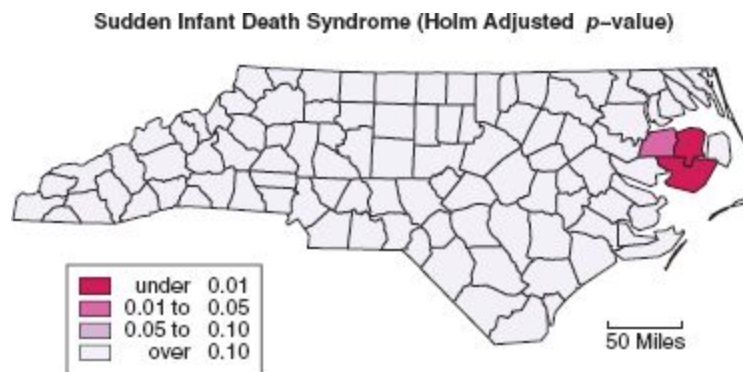 Sudden Infant Death Syndrome (Holm Adjusted p-value)
under 0.01
0.01 to 0.05
0.05 to 0.10
over 0.10
50 Miles